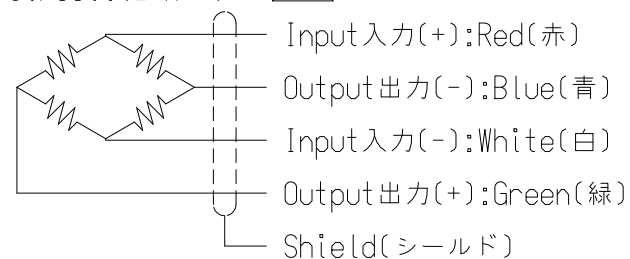 Input入力(+):Red(赤)
Output出力(-):Blue(青)
Input入力(-):White(白)
Output出力(+):Green(緑)
Shield(シールド)